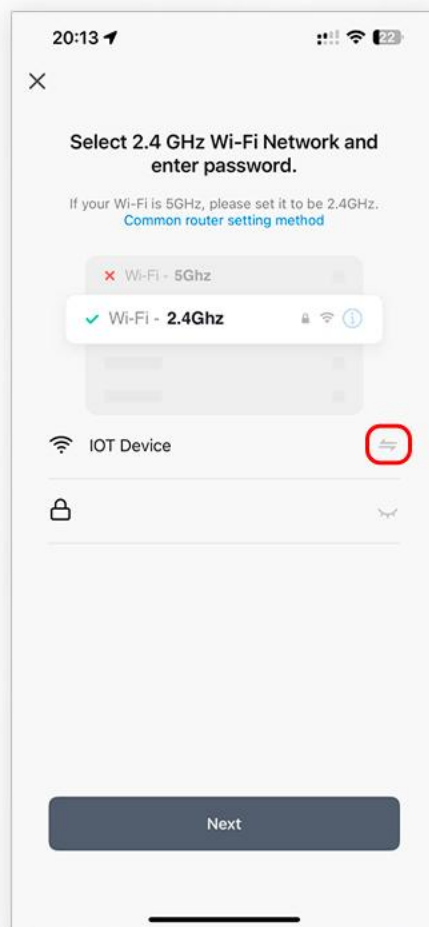 20:13
22
Select 2.4 GHz Wi-Fi Network and
enter password.
If your Wi-Fi is 5GHz, please set it to be 2.4GHz.
Common router setting method
Wi-Fi - 5Ghz
Wi-Fi - 2.4Ghz
IOT Device
Next